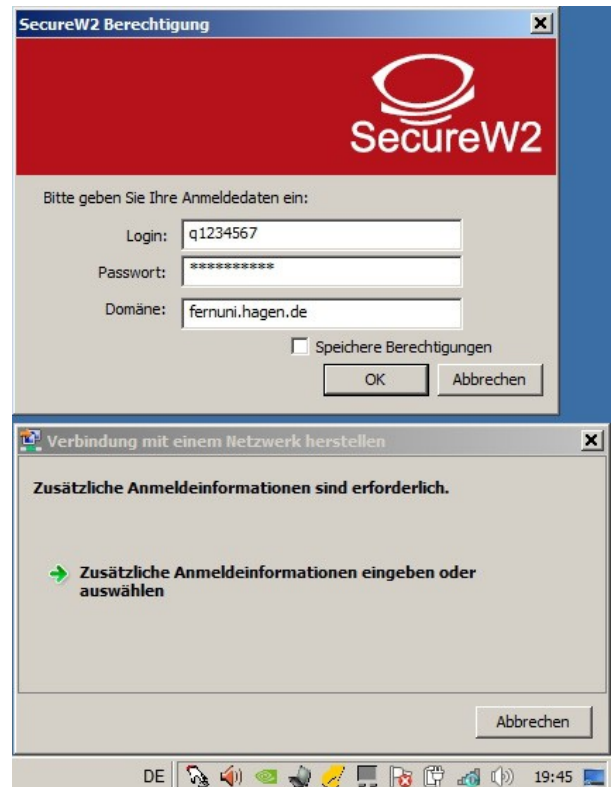 SecureW2 Berechtigung
SecureW2
Bitte geben Sie Ihre Anmeldedaten ein:
Login: q1234567
Passwort: **********
Domäne: fernuni.hagen.de
Speichere Berechtigungen
OK Abbrechen
Verbindung mit einem Netzwerk herstellen
Zusätzliche Anmeldeinformationen sind erforderlich.
Zusätzliche Anmeldeinformationen eingeben oder
auswählen
Abbrechen
DE 19:45